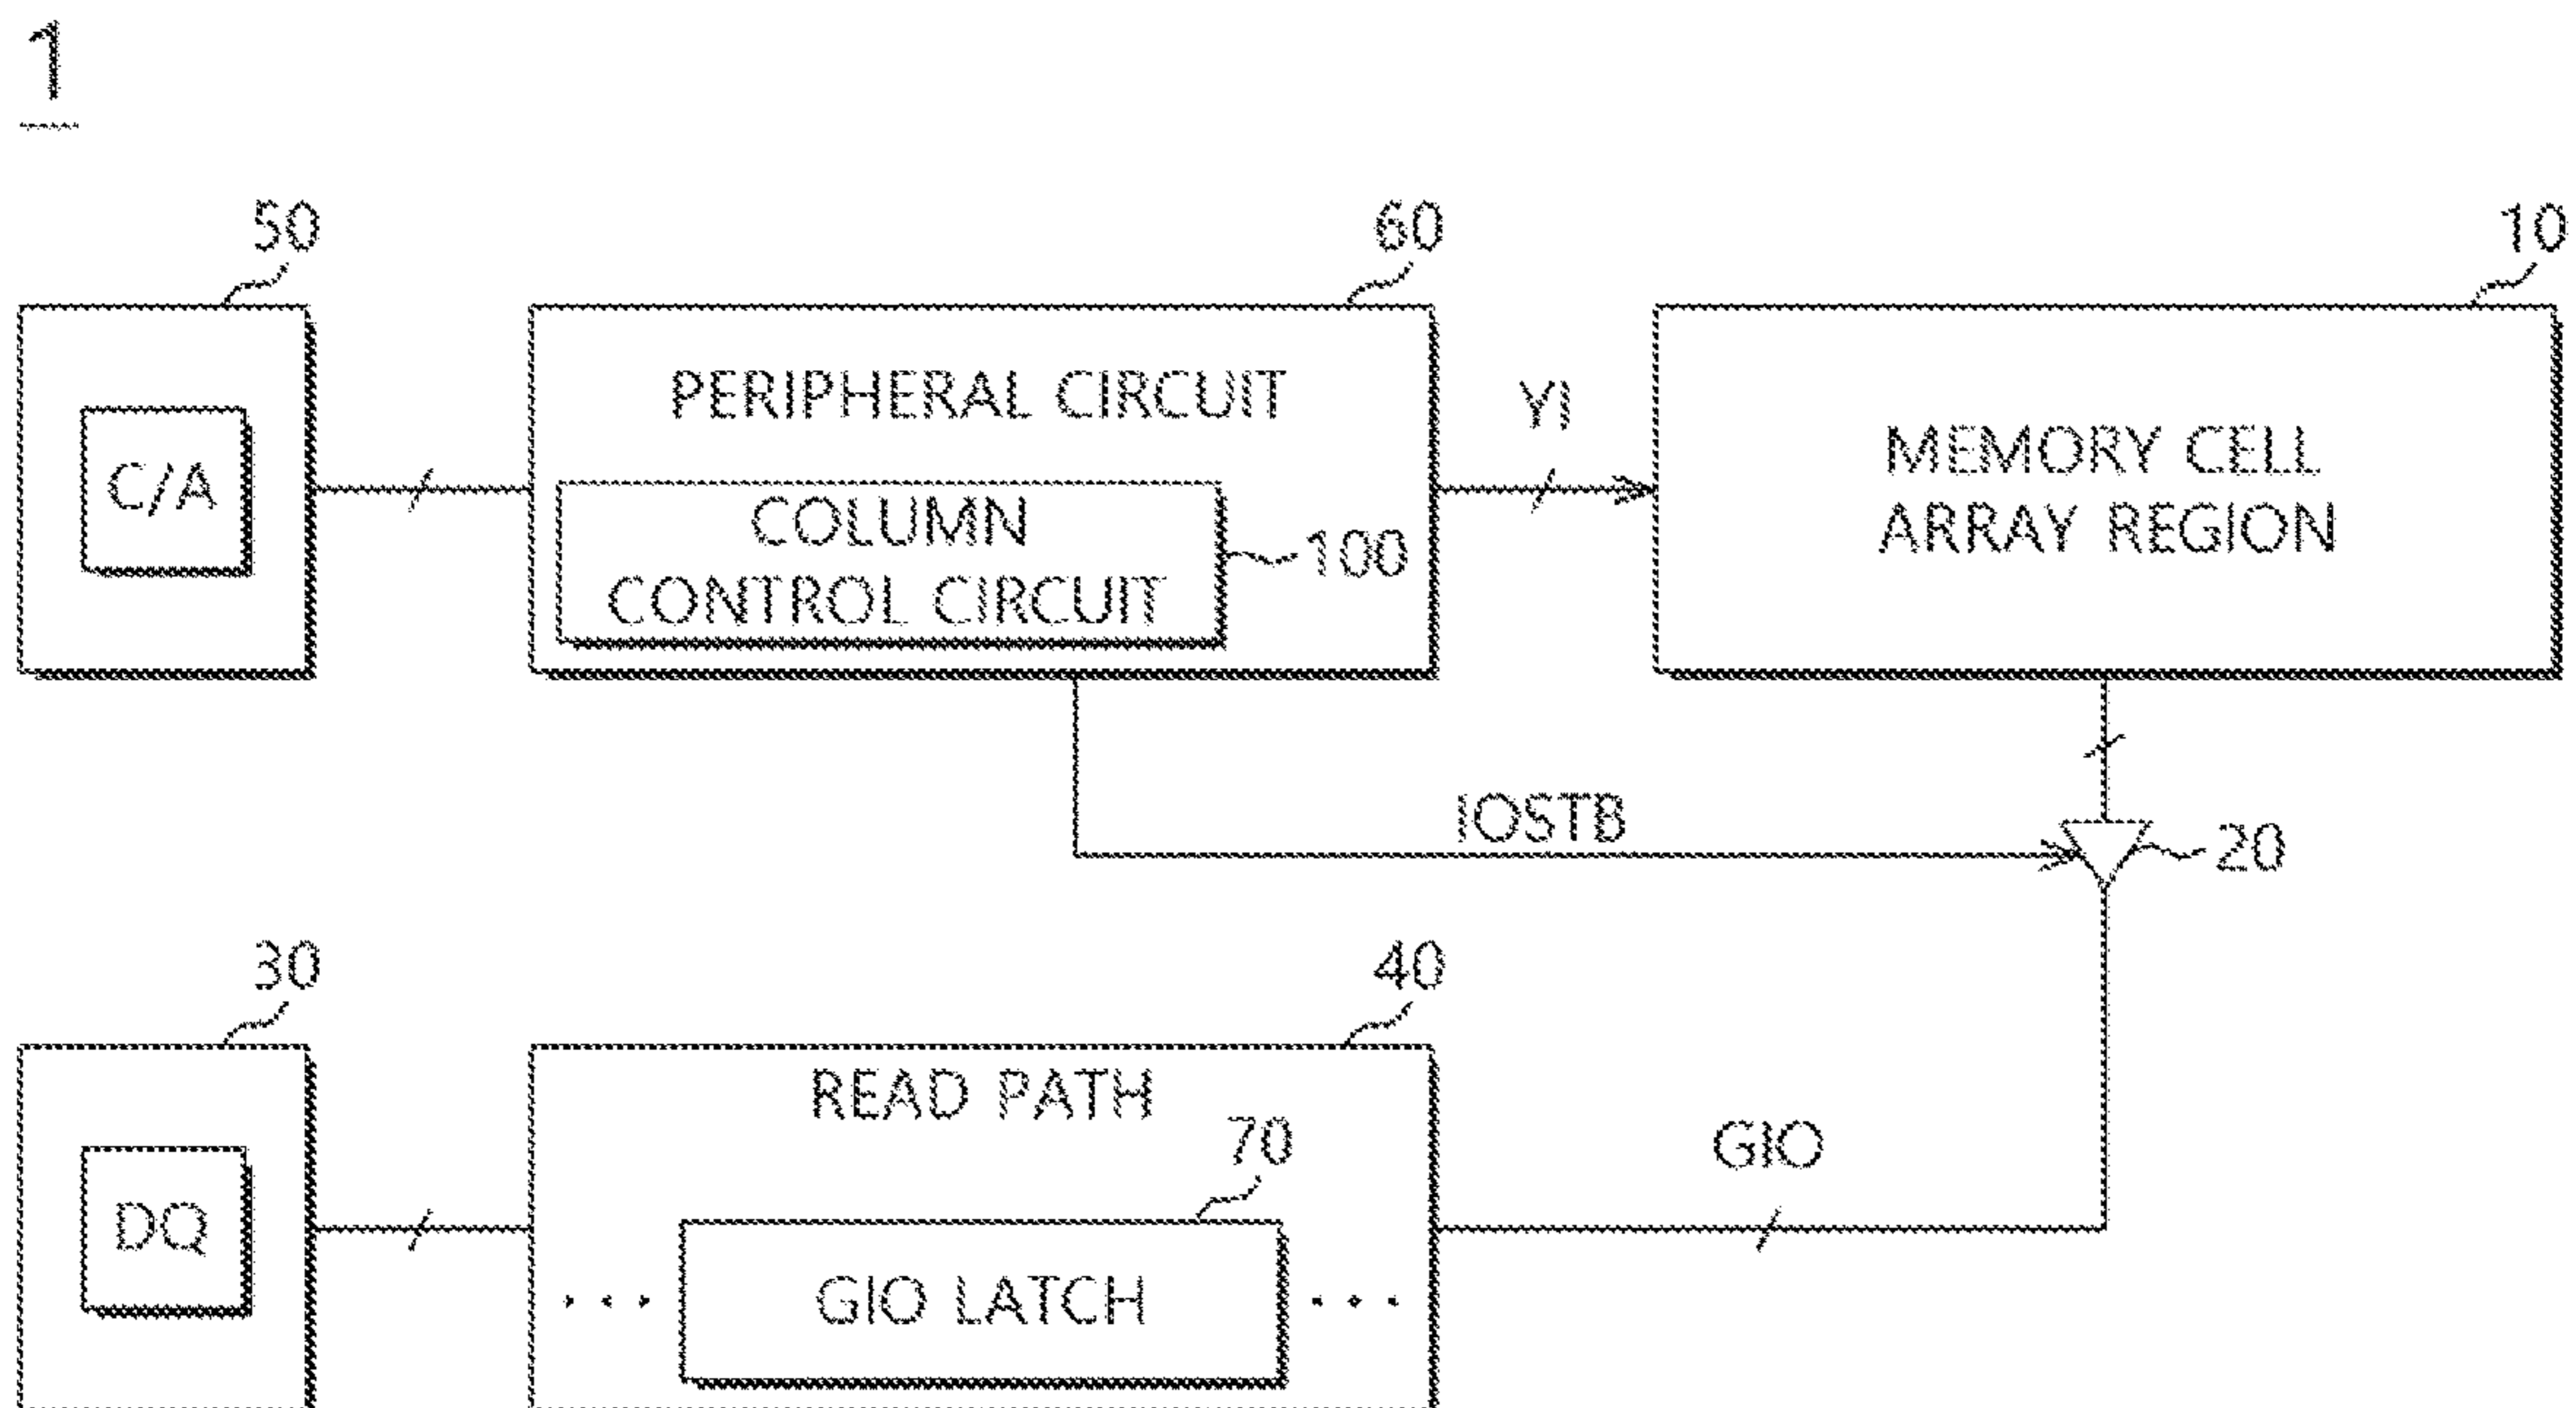 1
50
60
10
C/A
PERIPHERAL CIRCUIT
COLUMN
CONTROL CIRCUIT
100
YI
MEMORY CELL
ARRAY REGION
IOSTB
20
30
40
DQ
READ PATH
70
GIO LATCH
GIO